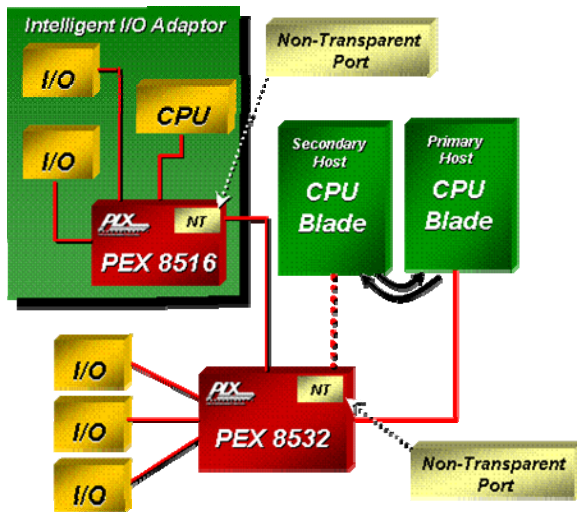 Intelligent I/O Adaptor
I/O
I/O
CPU
PLX
NT
PEX 8516
Non-Transparent
Port
Secondary
Host
CPU
Blade
Primary
Host
CPU
Blade
I/O
I/O
I/O
PLX
NT
PEX 8532
Non-Transparent
Port